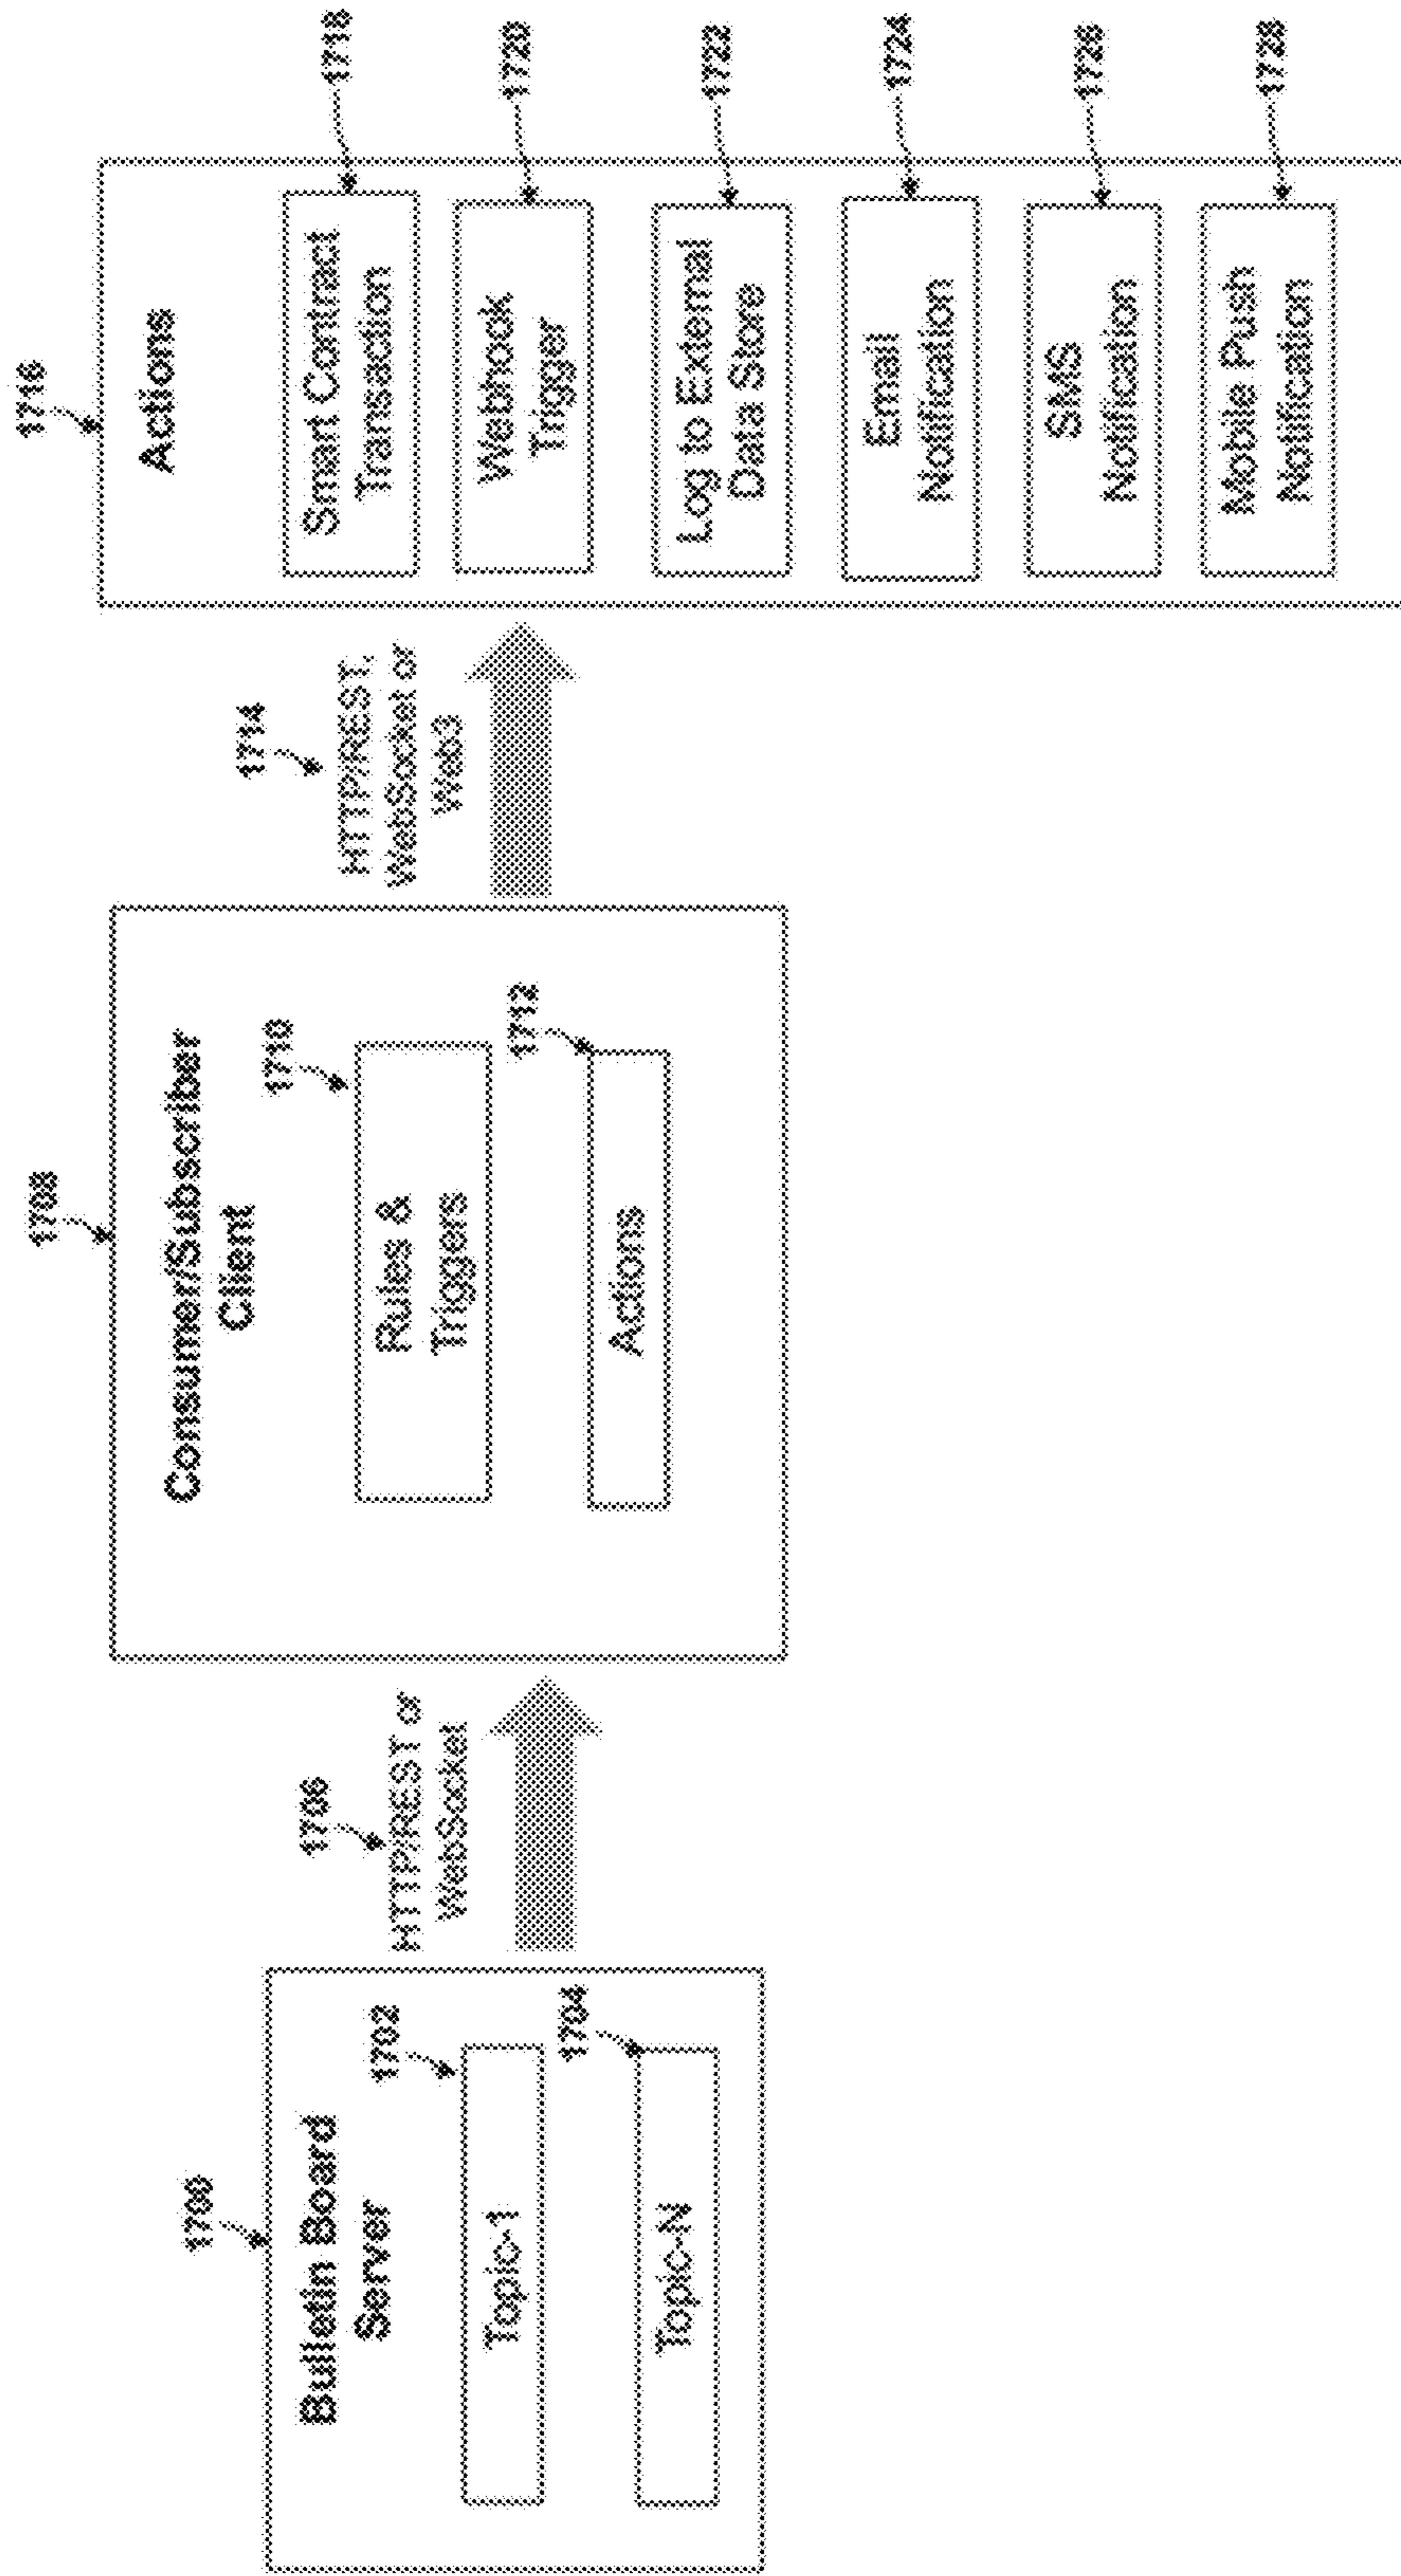 1700
Bulletin Board
Server
1702
Topic-1
1704
Topic-N
1706
HTTP/REST or
WebSocket
1708
Consumer/Subscriber
Client
1710
Rules &
Triggers
1712
Actions
1714
HTTP/REST,
WebSocket or
Web3
1716
Actions
1718
Smart Contract
Transaction
1720
Webhook
Trigger
1722
Log to External
Data Store
1724
Email
Notification
1726
SMS
Notification
1728
Mobile Push
Notification